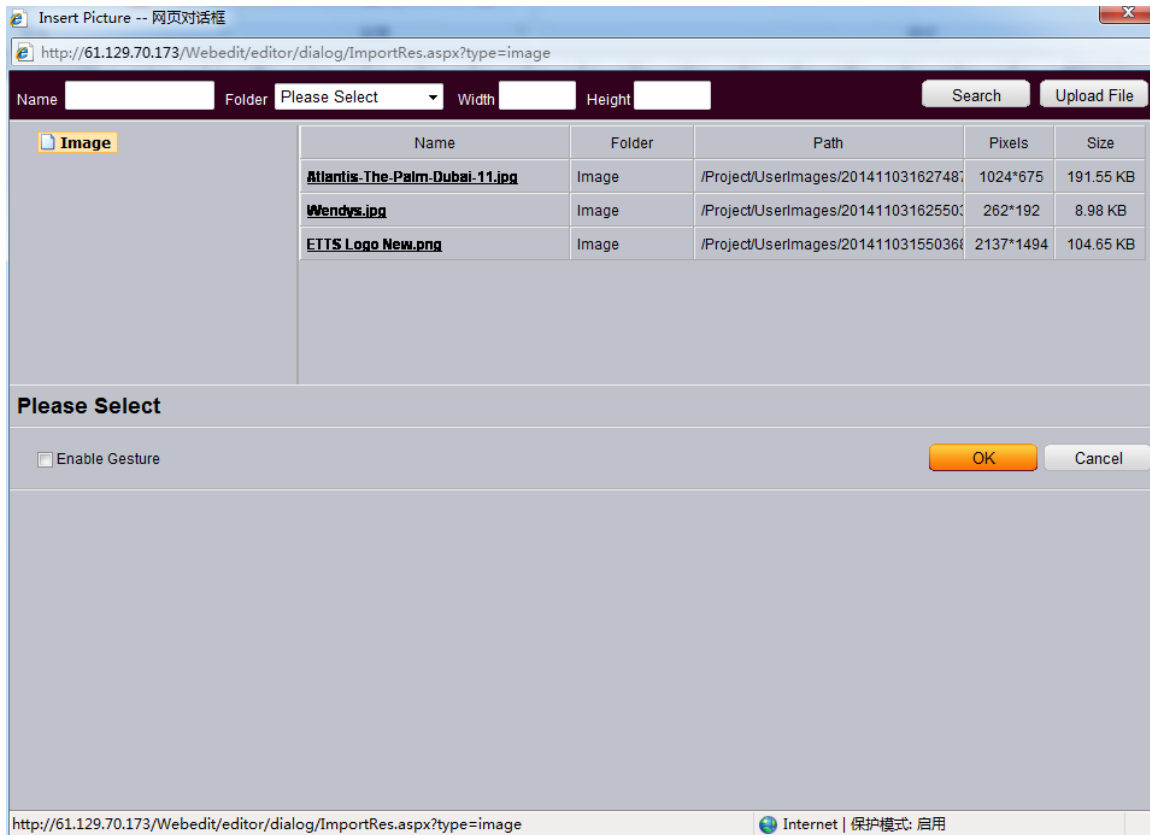 Insert Picture -- 网页对话框
X
http://61.129.70.173/Webedit/editor/dialog/ImportRes.aspx?type=image
Name Folder Please Select Width Height Search Upload File
Image
Name Folder Path Pixels Size
Atlantis-The-Palm-Dubai-11.jpg Image /Project/UserImages/201411031627487 1024*675 191.55 KB
Wendys.jpg Image /Project/UserImages/201411031625503 262*192 8.98 KB
ETTS Logo New.png Image /Project/UserImages/201411031550368 2137*1494 104.65 KB
Please Select
Enable Gesture OK Cancel
http://61.129.70.173/Webedit/editor/dialog/ImportRes.aspx?type=image Internet | 保护模式: 启用